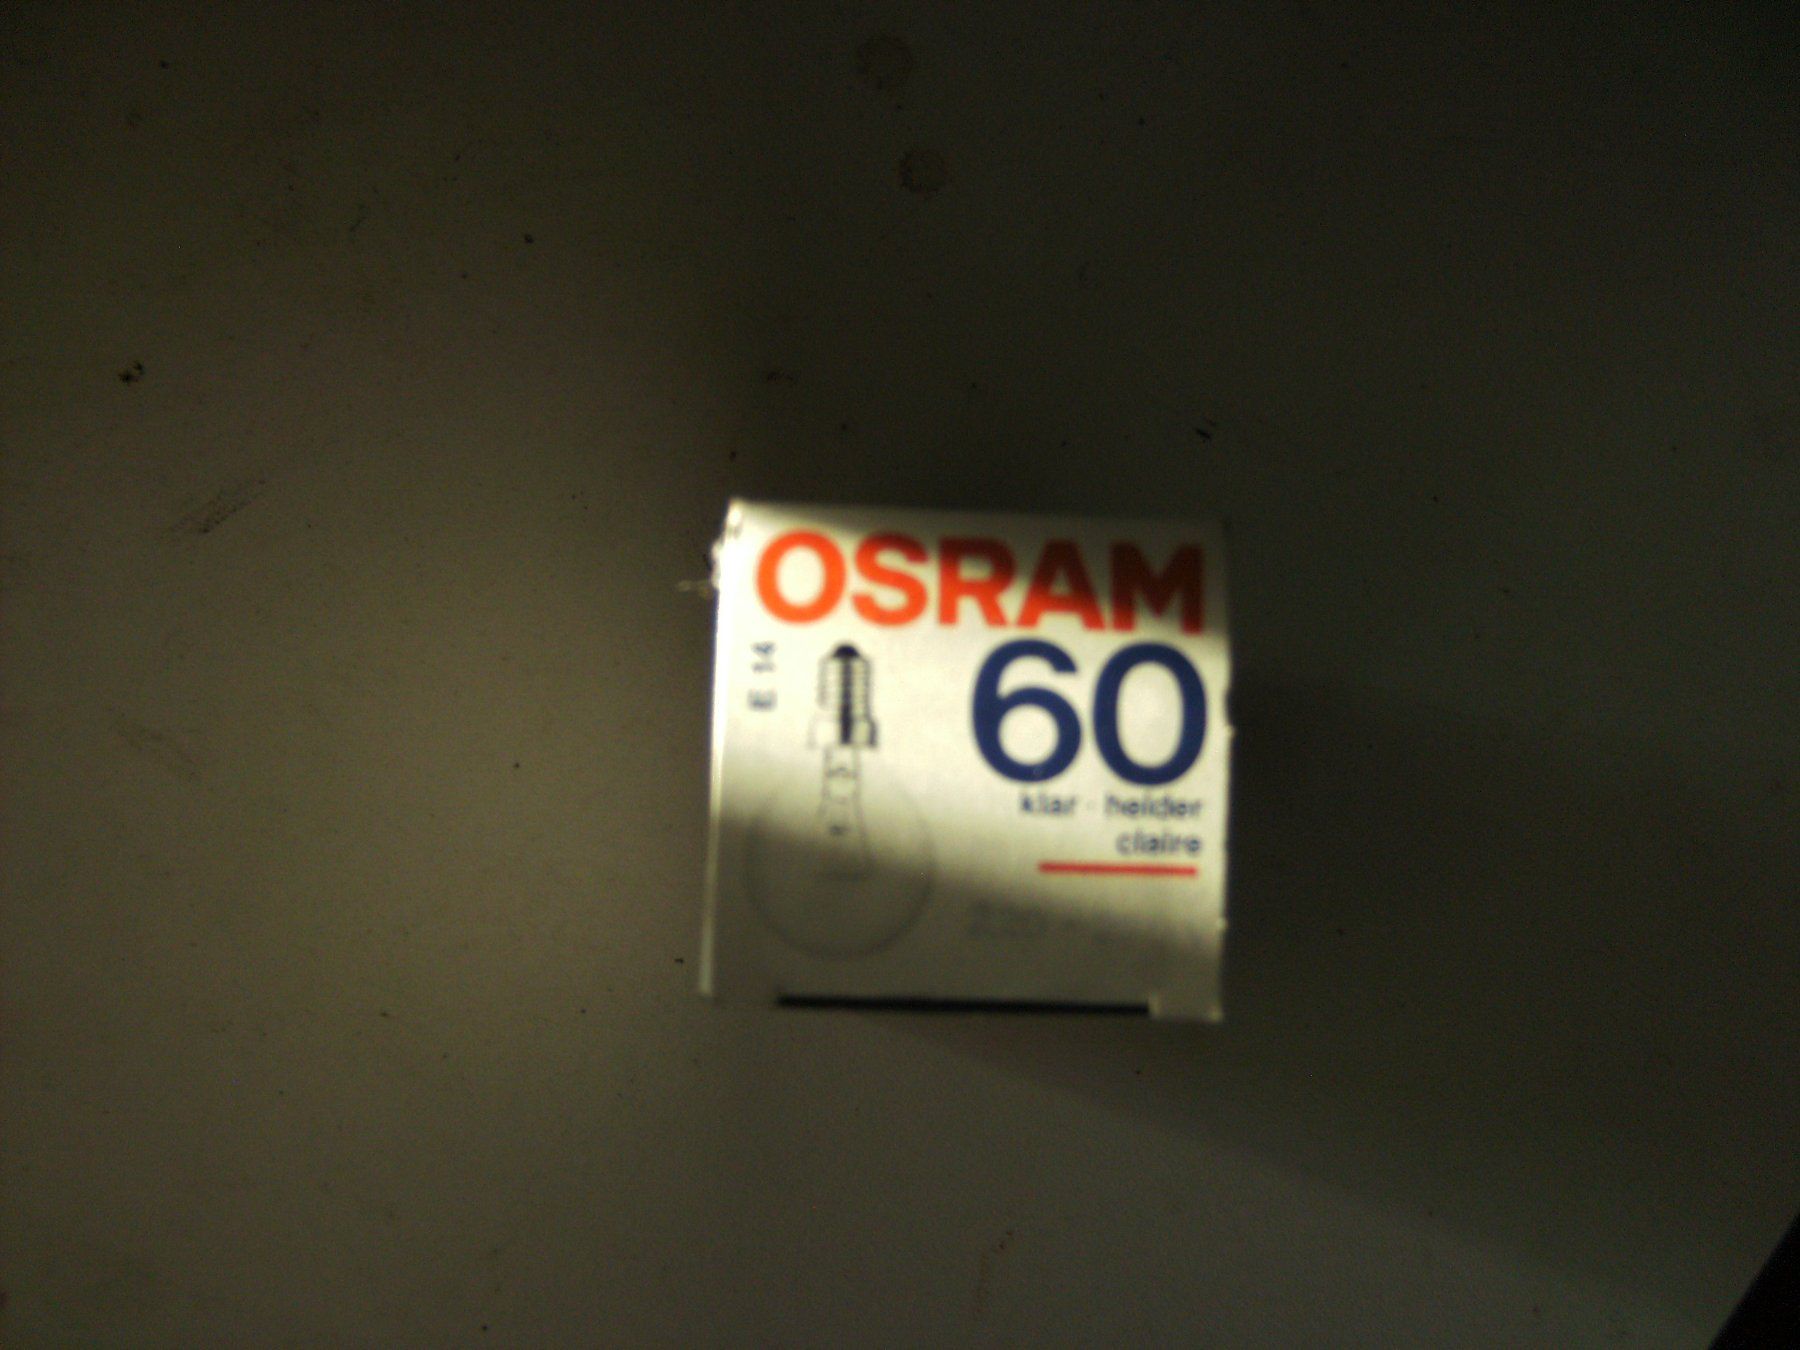 OSRAM
E 14
60
klar · helder
claire